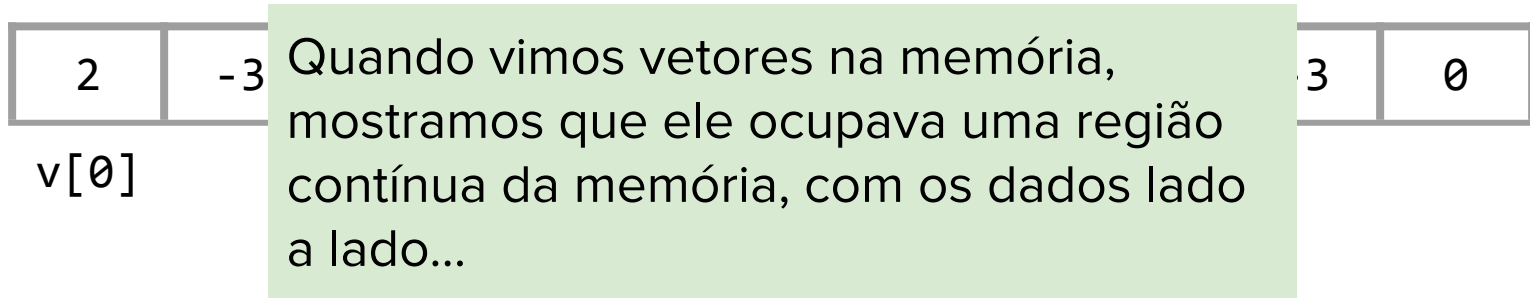 2 -3 -3 0
v[0]
Quando vimos vetores na memória,
mostramos que ele ocupava uma região
contínua da memória, com os dados lado
a lado...